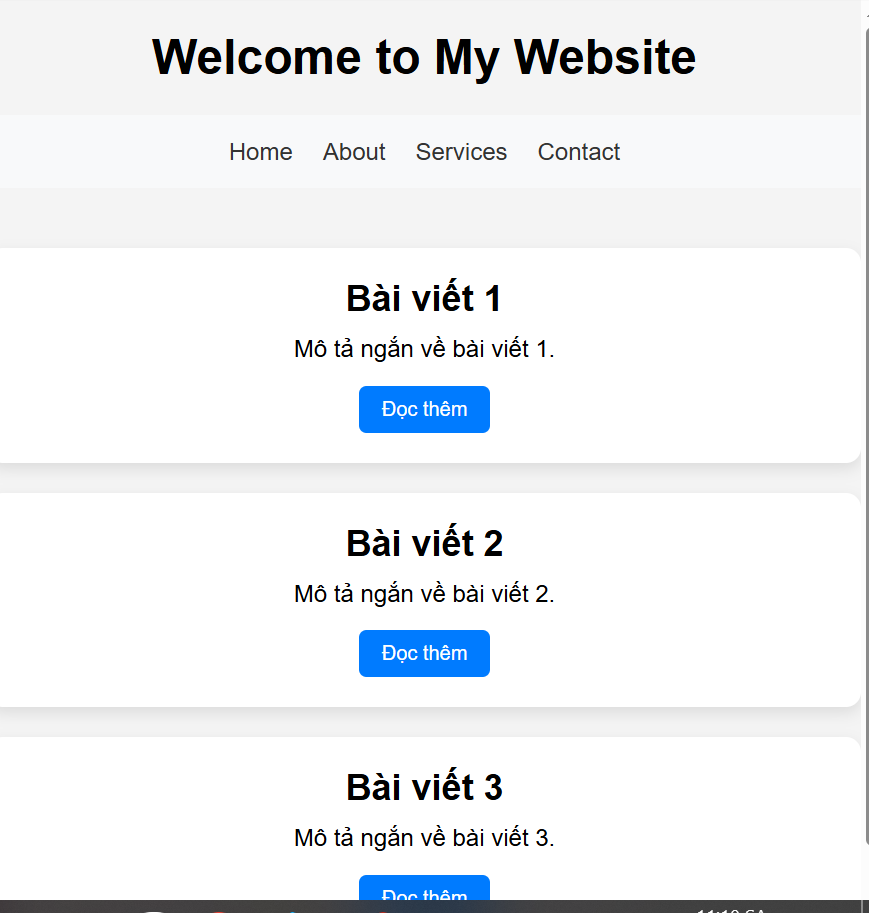 Welcome to My Website
Home About Services Contact
Bài viết 1
Mô tả ngắn về bài viết 1.
Đọc thêm
Bài viết 2
Mô tả ngắn về bài viết 2.
Đọc thêm
Bài viết 3
Mô tả ngắn về bài viết 3.
Đọc thêm